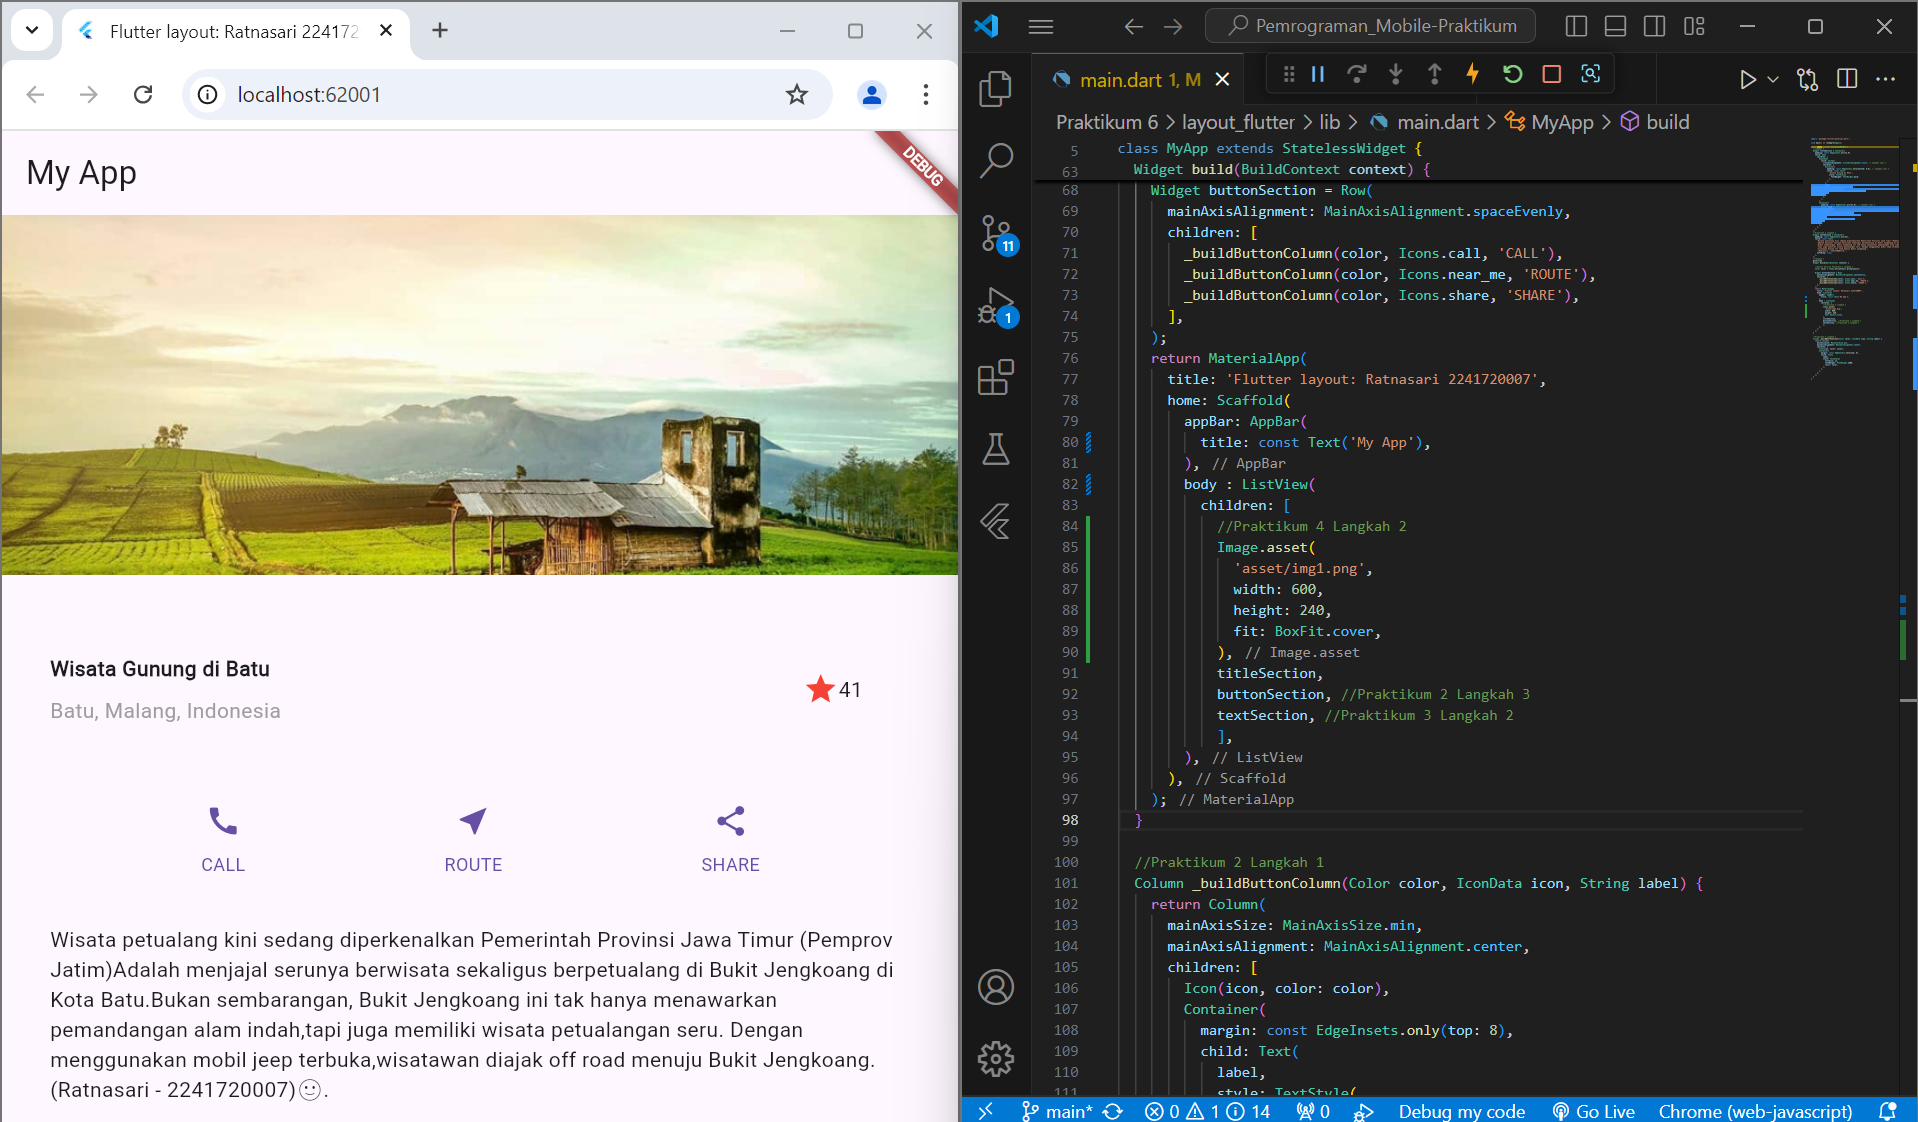 Flutter layout: Ratnasari 224172
localhost:62001
My App
DEBUG
Wisata Gunung di Batu
Batu, Malang, Indonesia
41
CALL
ROUTE
SHARE
Wisata petualang kini sedang diperkenalkan Pemerintah Provinsi Jawa Timur (Pemprov
Jatim)Adalah menjajal serunya berwisata sekaligus berpetualang di Bukit Jengkoang di
Kota Batu.Bukan sembarangan, Bukit Jengkoang ini tak hanya menawarkan
pemandangan alam indah,tapi juga memiliki wisata petualangan seru. Dengan
menggunakan mobil jeep terbuka,wisatawan diajak off road menuju Bukit Jengkoang.
(Ratnasari - 2241720007)☺.
Pemrograman_Mobile-Praktikum
main.dart 1, M
Praktikum 6 > layout_flutter > lib > main.dart > MyApp > build
11
1
5 class MyApp extends StatelessWidget {
63 Widget build(BuildContext context) {
68 Widget buttonSection = Row(
69 mainAxisAlignment: MainAxisAlignment.spaceEvenly,
70 children: [
71 _buildButtonColumn(color, Icons.call, 'CALL'),
72 _buildButtonColumn(color, Icons.near_me, 'ROUTE'),
73 _buildButtonColumn(color, Icons.share, 'SHARE'),
74 ],
75 );
76 return MaterialApp(
77 title: 'Flutter layout: Ratnasari 2241720007',
78 home: Scaffold(
79 appBar: AppBar(
80 title: const Text('My App'),
81 ), // AppBar
82 body : ListView(
83 children: [
84 //Praktikum 4 Langkah 2
85 Image.asset(
86 'asset/img1.png',
87 width: 600,
88 height: 240,
89 fit: BoxFit.cover,
90 ), // Image.asset
91 titleSection,
92 buttonSection, //Praktikum 2 Langkah 3
93 textSection, //Praktikum 3 Langkah 2
94 ],
95 ), // ListView
96 ), // Scaffold
97 ); // MaterialApp
98 }
99
100 //Praktikum 2 Langkah 1
101 Column _buildButtonColumn(Color color, IconData icon, String label) {
102 return Column(
103 mainAxisSize: MainAxisSize.min,
104 mainAxisAlignment: MainAxisAlignment.center,
105 children: [
106 Icon(icon, color: color),
107 Container(
108 margin: const EdgeInsets.only(top: 8),
109 child: Text(
110 label,
111 style: TextStyle(
main* 0 1 14 0 Debug my code Go Live Chrome (web-javascript)